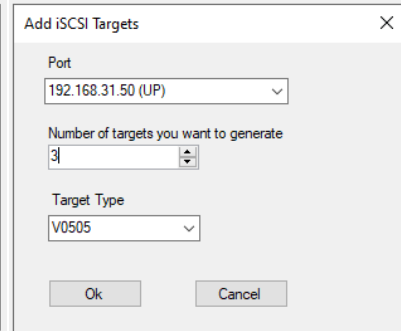 Add iSCSI Targets
Port
192.168.31.50 (UP)
Number of targets you want to generate
3
Target Type
V0505
Ok
Cancel